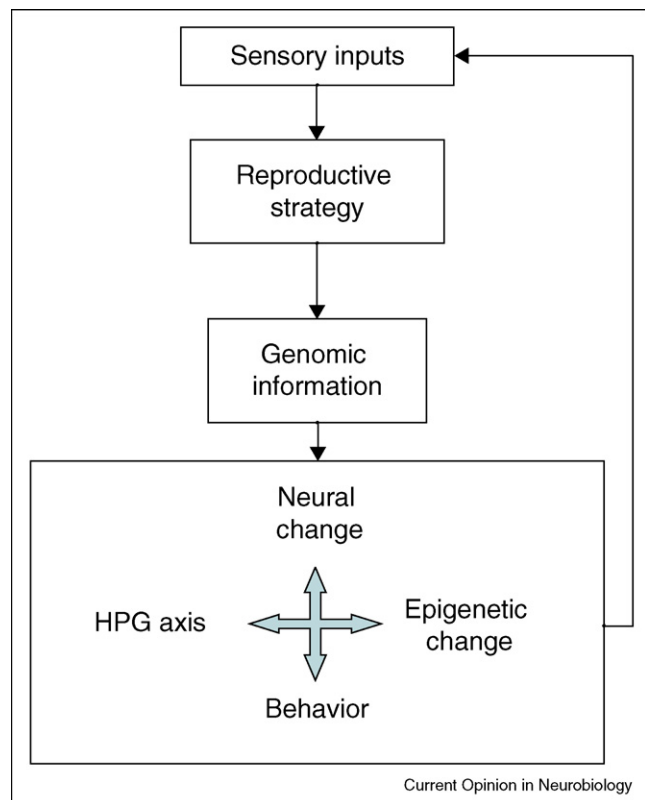 Sensory inputs
Reproductive
strategy
Genomic
information
Neural
change
HPG axis
Epigenetic
change
Behavior
Current Opinion in Neurobiology